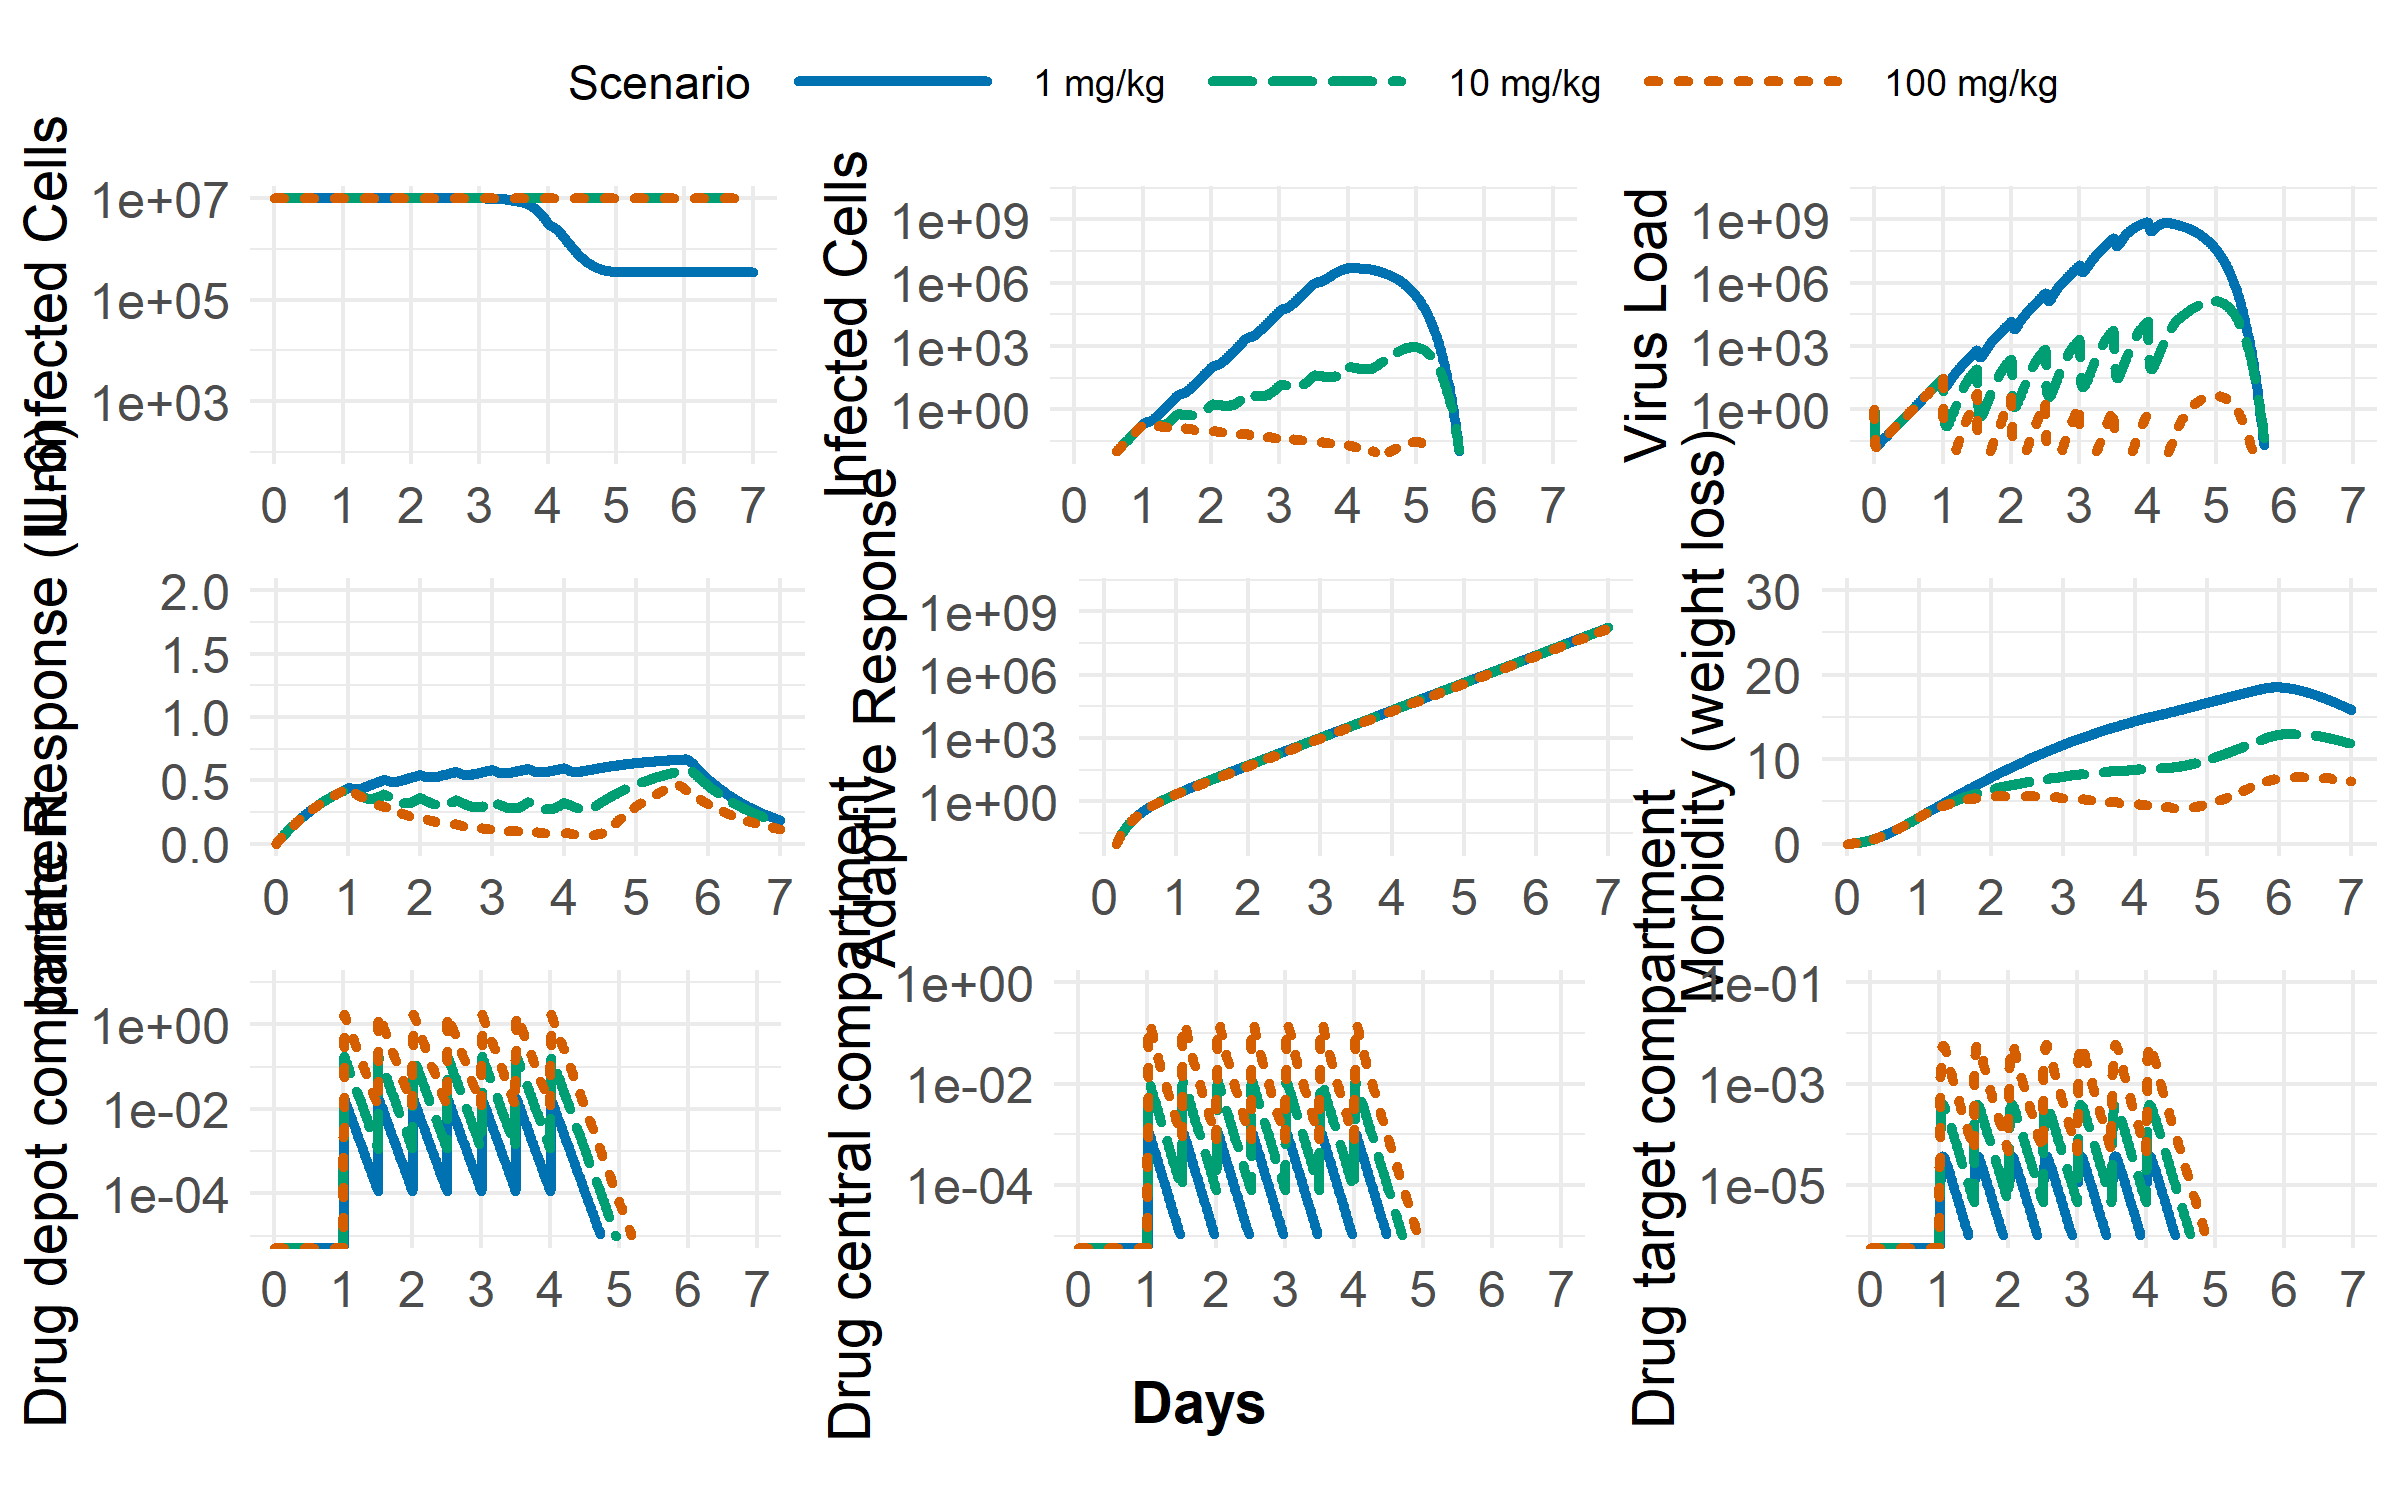 Scenario 1 mg/kg 10 mg/kg 100 mg/kg
Uninfected Cells
1e+07
1e+05
1e+03
0 1 2 3 4 5 6 7
Infected Cells
1e+09
1e+06
1e+03
1e+00
0 1 2 3 4 5 6 7
Virus Load
1e+09
1e+06
1e+03
1e+00
0 1 2 3 4 5 6 7
Innate Response (IL-6)
2.0
1.5
1.0
0.5
0.0
0 1 2 3 4 5 6 7
Adaptive Response
1e+09
1e+06
1e+03
1e+00
0 1 2 3 4 5 6 7
Morbidity (weight loss)
30
20
10
0
0 1 2 3 4 5 6 7
Drug depot compartment
1e+00
1e-02
1e-04
0 1 2 3 4 5 6 7
Drug central compartment
1e+00
1e-02
1e-04
0 1 2 3 4 5 6 7
Drug target compartment
1e-01
1e-03
1e-05
0 1 2 3 4 5 6 7
Days